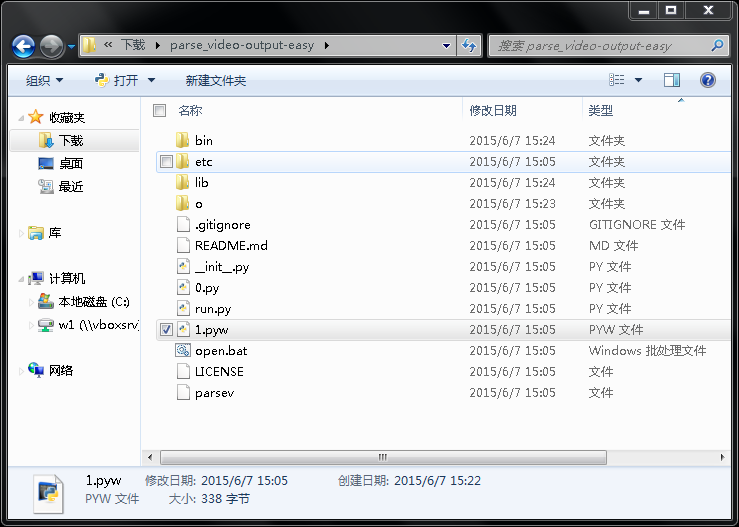 « 下载 ▸ parse_video-output-easy ▸
搜索 parse_video-output-easy
组织 打开 新建文件夹
收藏夹
下载
桌面
最近
库
计算机
本地磁盘 (C:)
w1 (\\vboxsrv)
网络
名称 修改日期 类型
bin 2015/6/7 15:24 文件夹
etc 2015/6/7 15:05 文件夹
lib 2015/6/7 15:24 文件夹
o 2015/6/7 15:23 文件夹
.gitignore 2015/6/7 15:05 GITIGNORE 文件
README.md 2015/6/7 15:05 MD 文件
__init__.py 2015/6/7 15:05 PY 文件
0.py 2015/6/7 15:05 PY 文件
run.py 2015/6/7 15:05 PY 文件
1.pyw 2015/6/7 15:05 PYW 文件
open.bat 2015/6/7 15:05 Windows 批处理文件
LICENSE 2015/6/7 15:05 文件
parsev 2015/6/7 15:05 文件
1.pyw 修改日期: 2015/6/7 15:05 创建日期: 2015/6/7 15:22
PYW 文件 大小: 338 字节